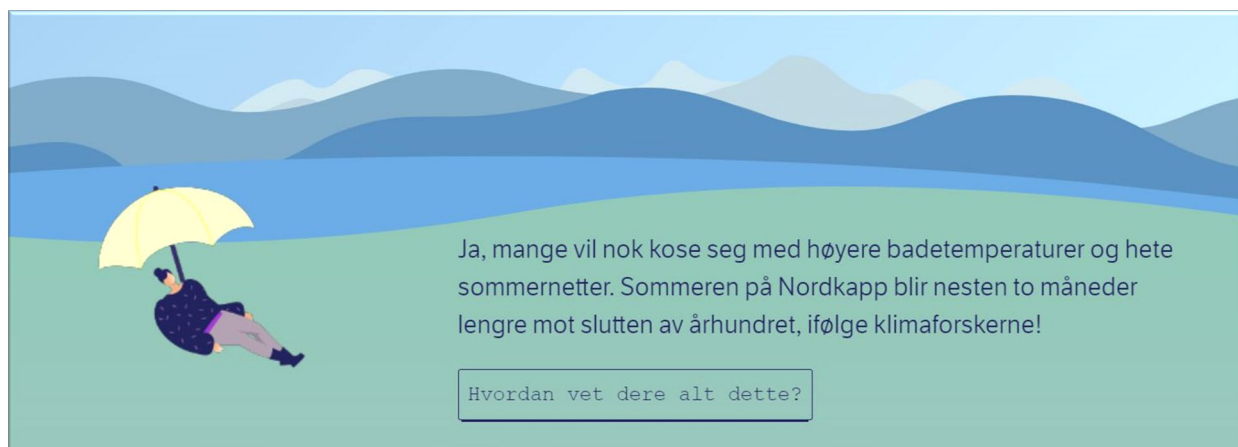 Ja, mange vil nok kose seg med høyere badetemperaturer og hete
sommernetter. Sommeren på Nordkapp blir nesten to måneder
lengre mot slutten av århundret, ifølge klimaforskerne!
Hvordan vet dere alt dette?